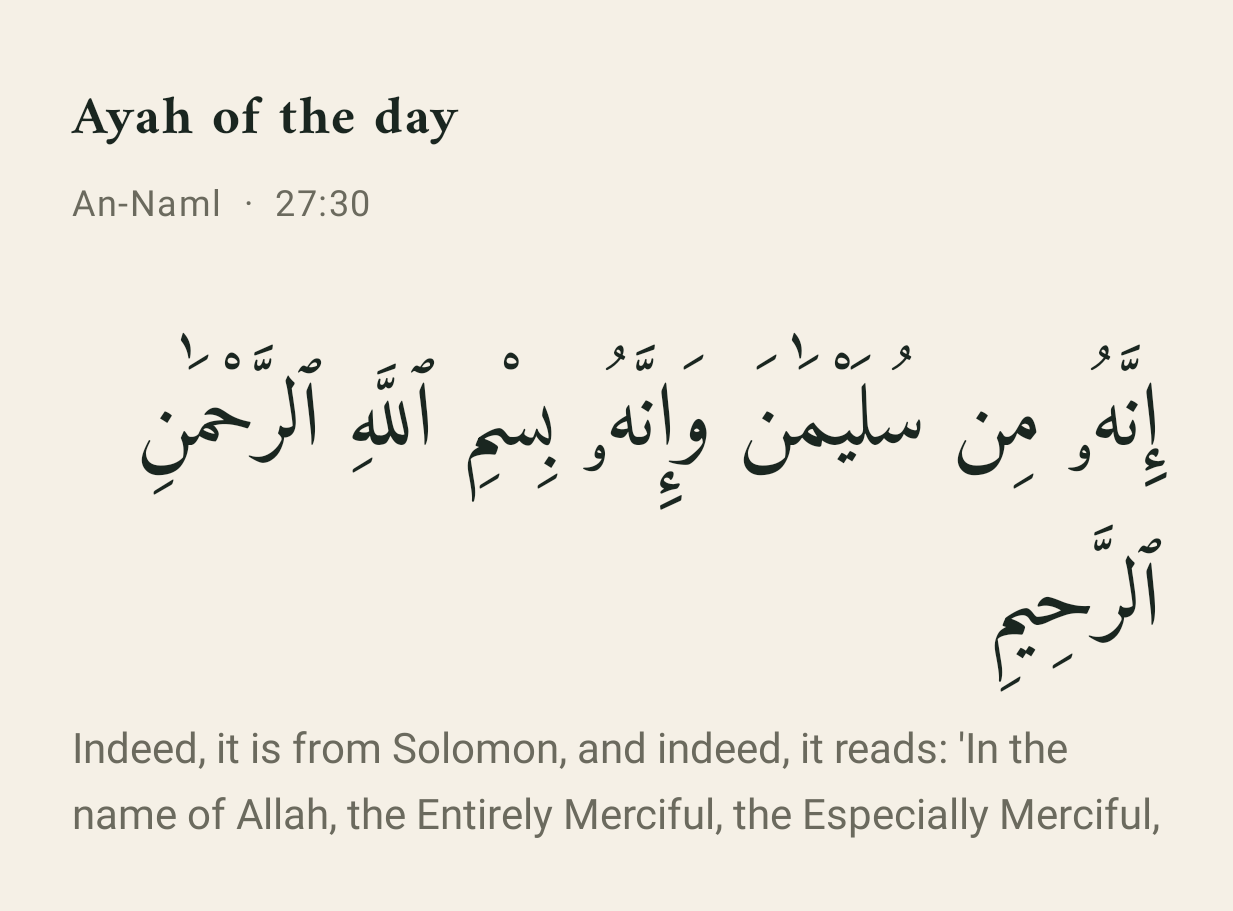 Ayah of the day
An-Naml · 27:30
إِنَّهُۥ مِن سُلَيْمَٰنَ وَإِنَّهُۥ بِسْمِ ٱللَّهِ ٱلرَّحْمَٰنِ
ٱلرَّحِيمِ
Indeed, it is from Solomon, and indeed, it reads: 'In the
name of Allah, the Entirely Merciful, the Especially Merciful,